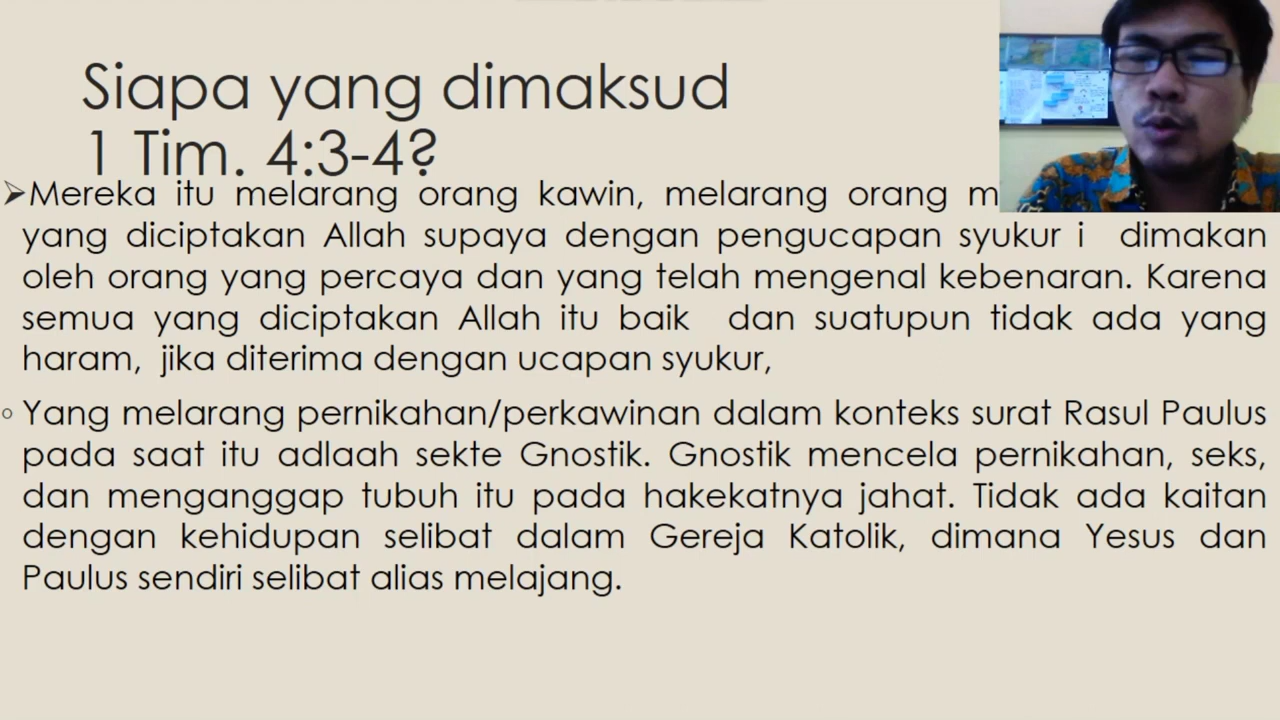 Siapa yang dimaksud
1 Tim. 4:3-4?
➢Mereka itu melarang orang kawin, melarang orang m
yang diciptakan Allah supaya dengan pengucapan syukur i dimakan
oleh orang yang percaya dan yang telah mengenal kebenaran. Karena
semua yang diciptakan Allah itu baik dan suatupun tidak ada yang
haram, jika diterima dengan ucapan syukur,
◦ Yang melarang pernikahan/perkawinan dalam konteks surat Rasul Paulus
pada saat itu adlaah sekte Gnostik. Gnostik mencela pernikahan, seks,
dan menganggap tubuh itu pada hakekatnya jahat. Tidak ada kaitan
dengan kehidupan selibat dalam Gereja Katolik, dimana Yesus dan
Paulus sendiri selibat alias melajang.